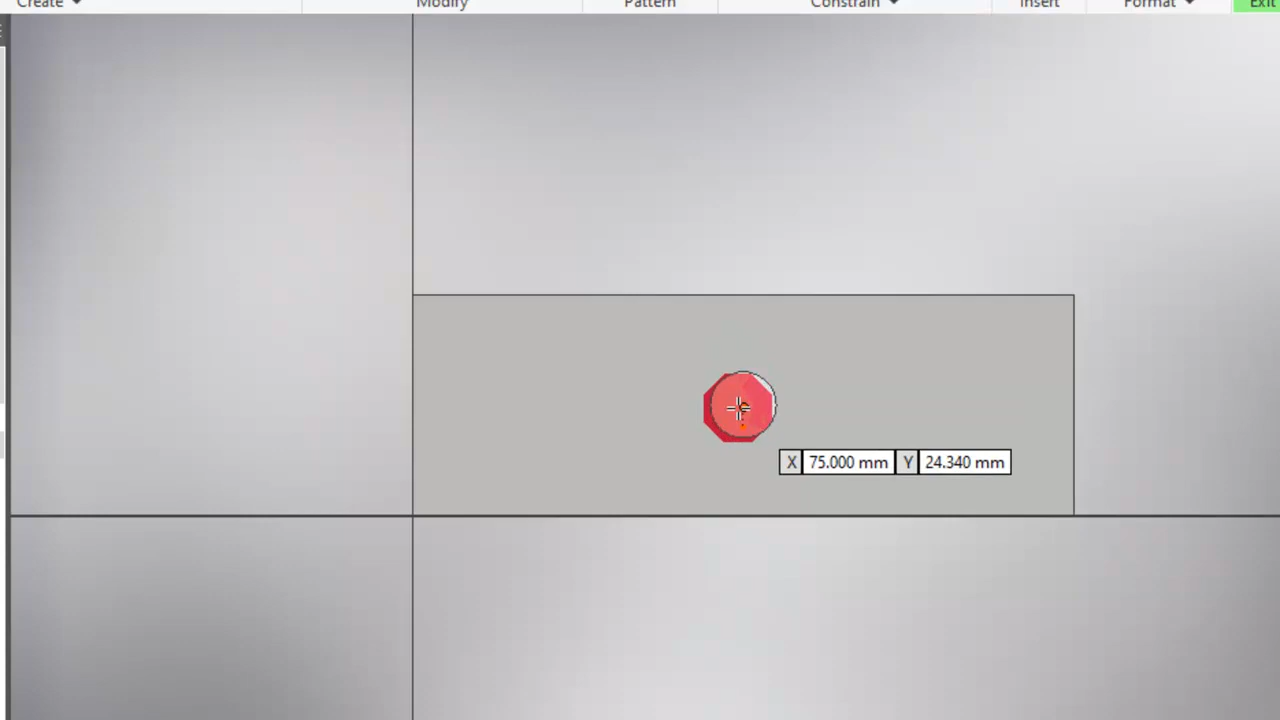 Create Modify Pattern Constrain Insert Format Exit
X 75.000 mm Y 24.340 mm